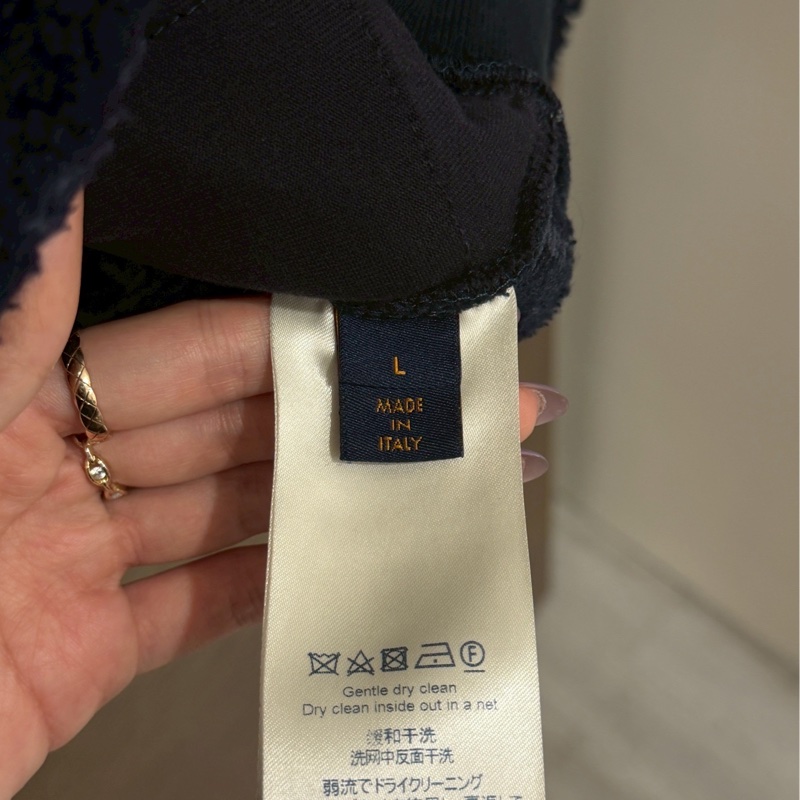 L
MADE
IN
ITALY
F
Gentle dry clean
Dry clean inside out in a net
缓和干洗
洗网中反面干洗
弱流でドライクリーニング